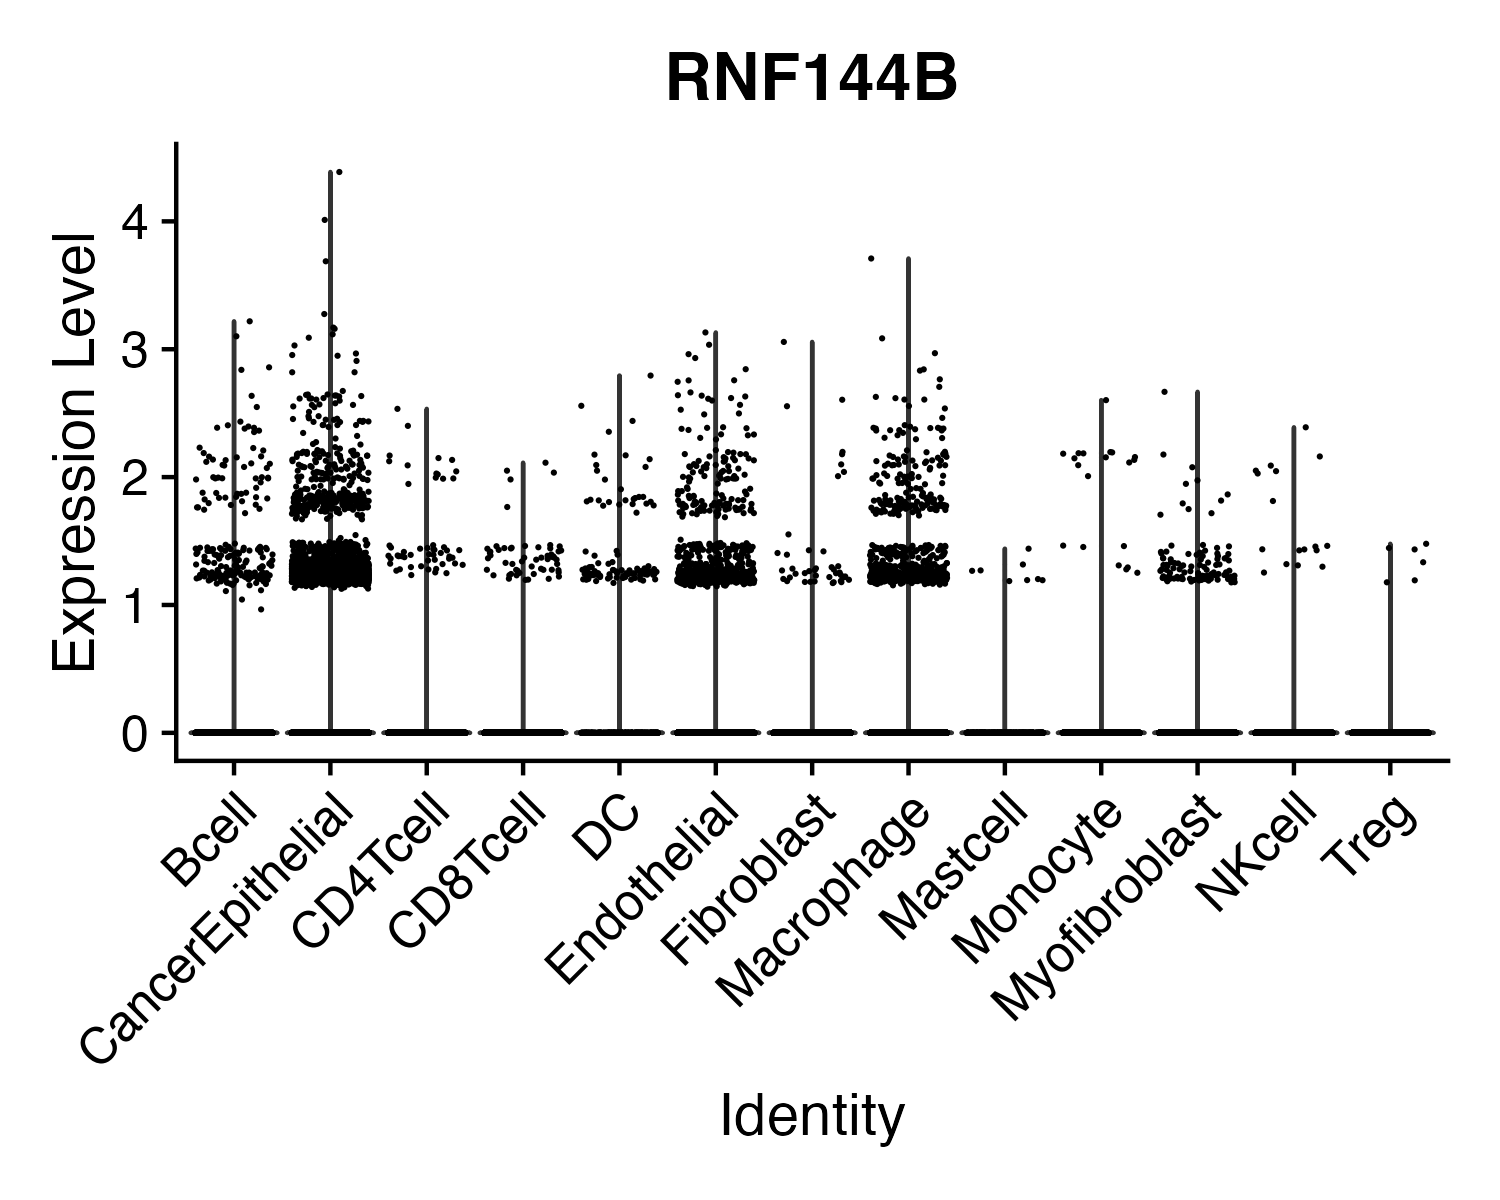 RNF144B
Expression Level
4
3
2
1
0
Bcell
CancerEpithelial
CD4Tcell
CD8Tcell
DC
Endothelial
Fibroblast
Macrophage
Mastcell
Monocyte
Myofibroblast
NKcell
Treg
Identity